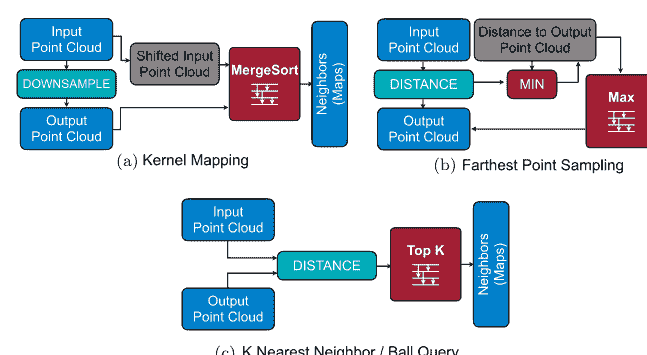 Input
Point Cloud
Shifted Input
Point Cloud
DOWNSAMPLE
Output
Point Cloud
MergeSort
Neighbors
(Maps)
(a) Kernel Mapping
Input
Point Cloud
Distance to Output
Point Cloud
DISTANCE
MIN
Output
Point Cloud
Max
(b) Farthest Point Sampling
Input
Point Cloud
DISTANCE
Output
Point Cloud
Top K
Neighbors
(Maps)
(c) K Nearest Neighbor / Ball Query